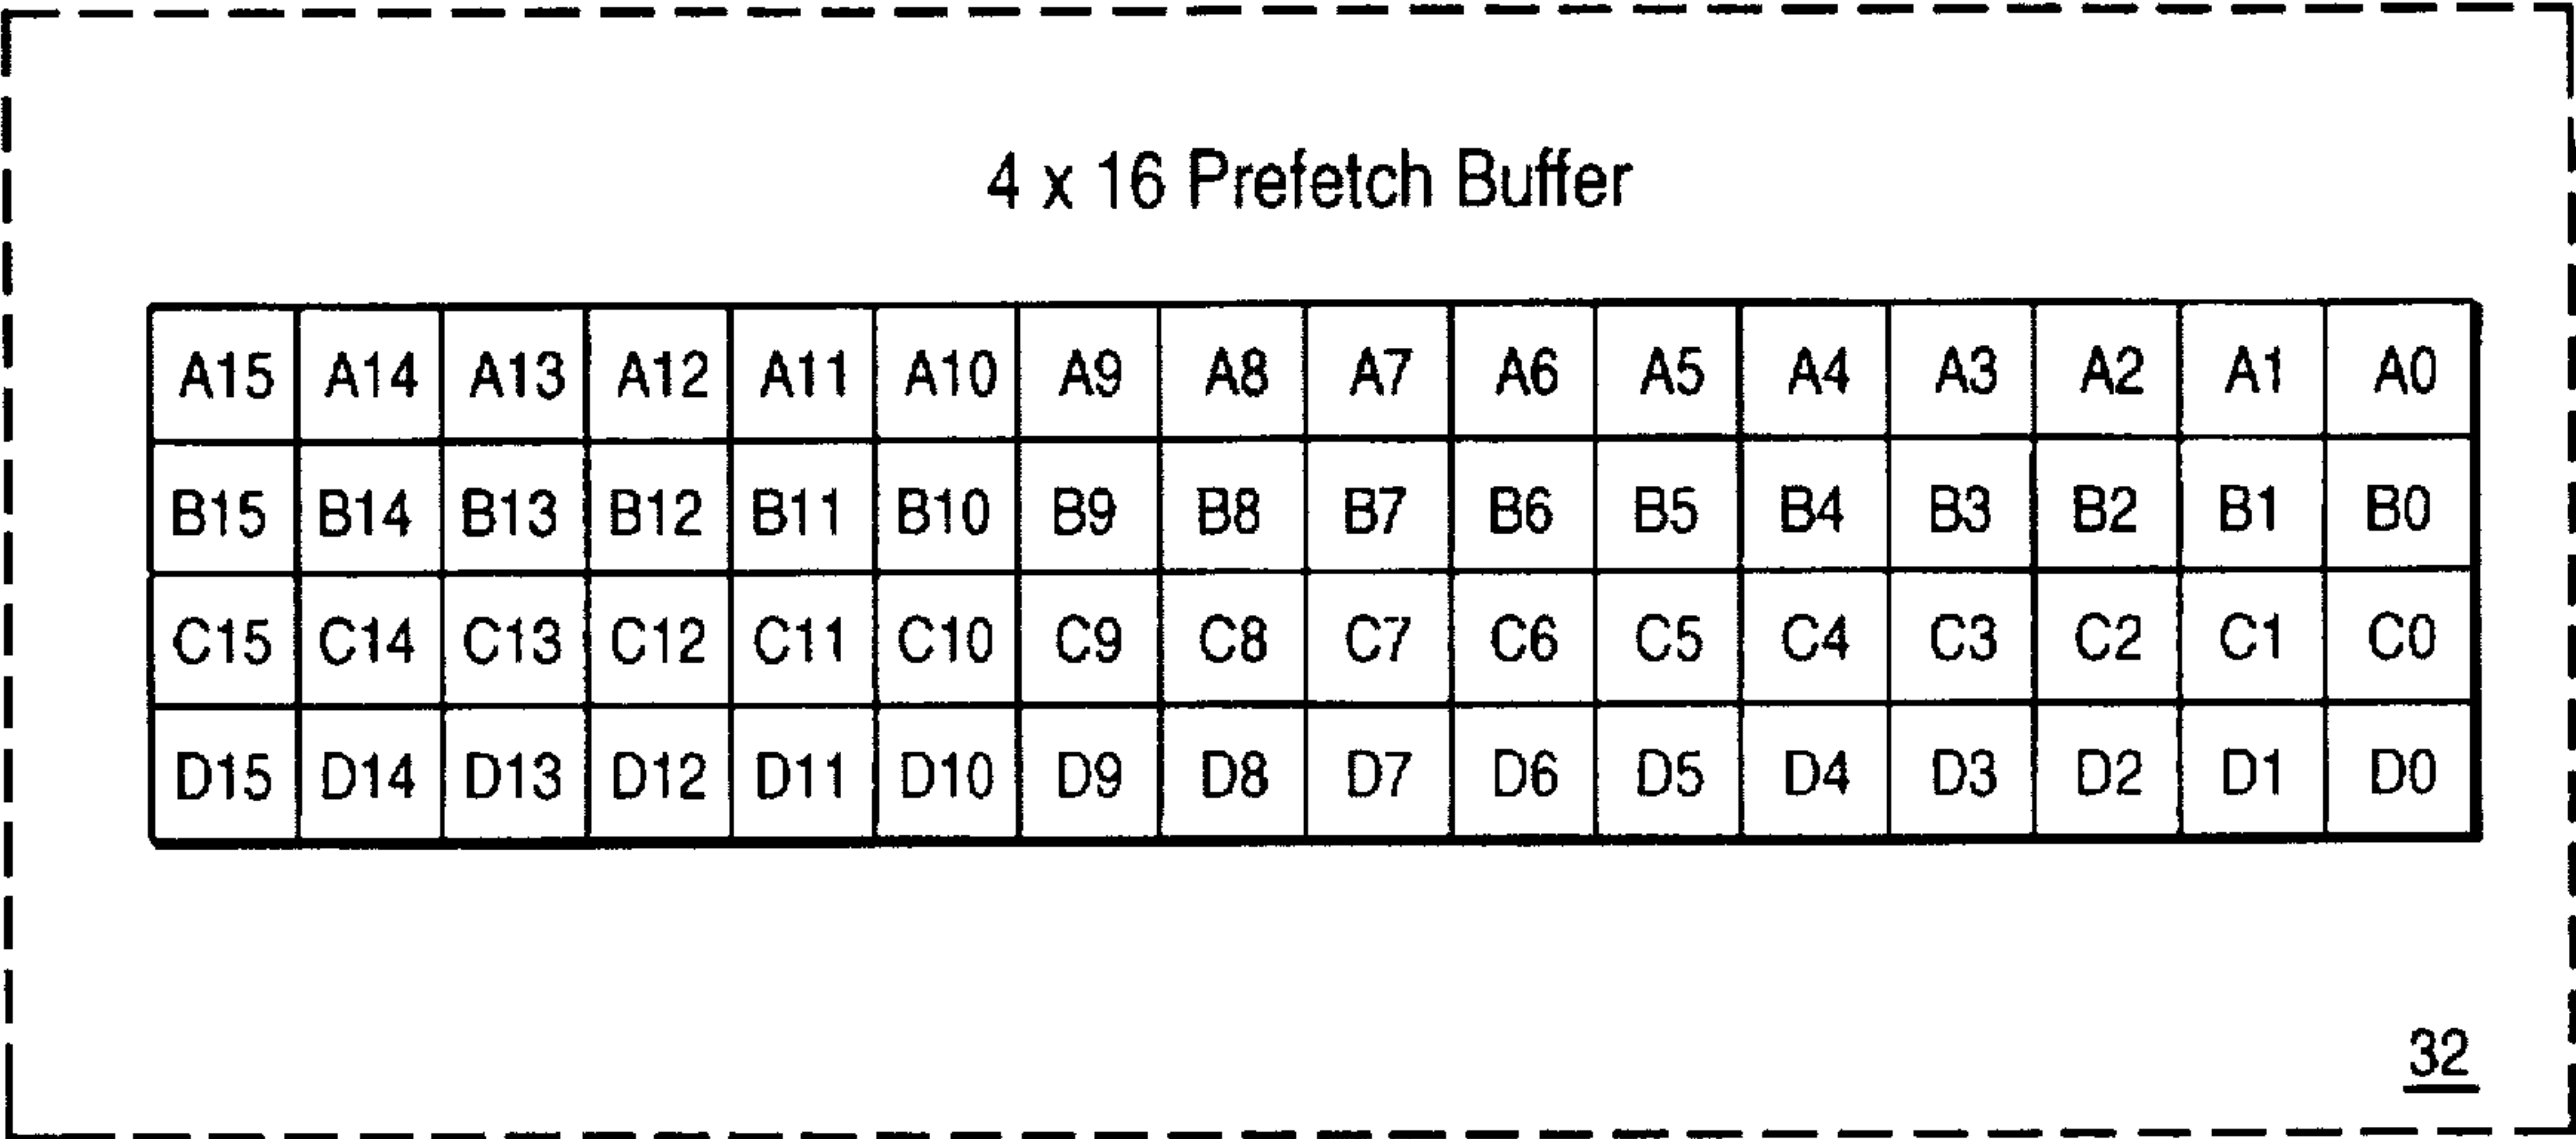 4 x 16 Prefetch Buffer
A15 A14 A13 A12 A11 A10 A9 A8 A7 A6 A5 A4 A3 A2 A1 A0
B15 B14 B13 B12 B11 B10 B9 B8 B7 B6 B5 B4 B3 B2 B1 B0
C15 C14 C13 C12 C11 C10 C9 C8 C7 C6 C5 C4 C3 C2 C1 C0
D15 D14 D13 D12 D11 D10 D9 D8 D7 D6 D5 D4 D3 D2 D1 D0
32